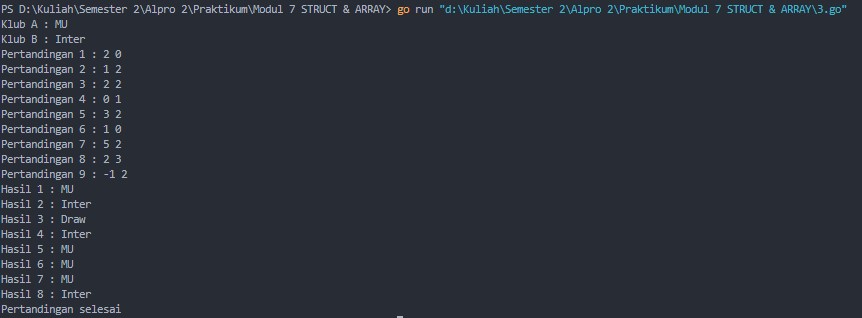 PS D:\Kuliah\Semester 2\Alpro 2\Praktikum\Modul 7 STRUCT & ARRAY> go run "d:\Kuliah\Semester 2\Alpro 2\Praktikum\Modul 7 STRUCT & ARRAY\3.go"
Klub A : MU
Klub B : Inter
Pertandingan 1 : 2 0
Pertandingan 2 : 1 2
Pertandingan 3 : 2 2
Pertandingan 4 : 0 1
Pertandingan 5 : 3 2
Pertandingan 6 : 1 0
Pertandingan 7 : 5 2
Pertandingan 8 : 2 3
Pertandingan 9 : -1 2
Hasil 1 : MU
Hasil 2 : Inter
Hasil 3 : Draw
Hasil 4 : Inter
Hasil 5 : MU
Hasil 6 : MU
Hasil 7 : MU
Hasil 8 : Inter
Pertandingan selesai